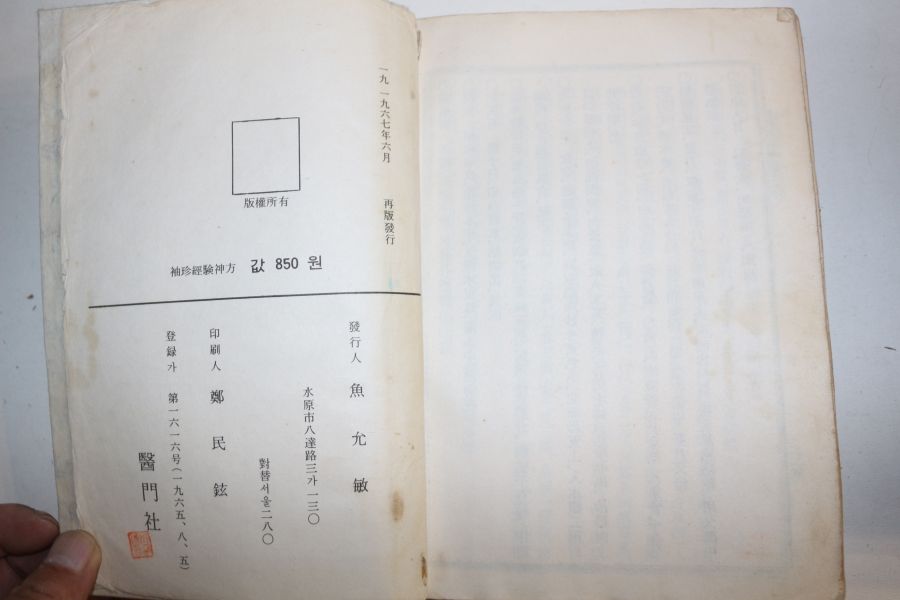 一九 一九六七年六月 再版發行
版權所有
袖珍經験神方 값 850 원
發行人 魚允敏
水原市八達路三가一三〇
對替서울二八〇
印刷人 鄭民鉉
登録가 第一六一六号(一九六五、八、五)
醫門社